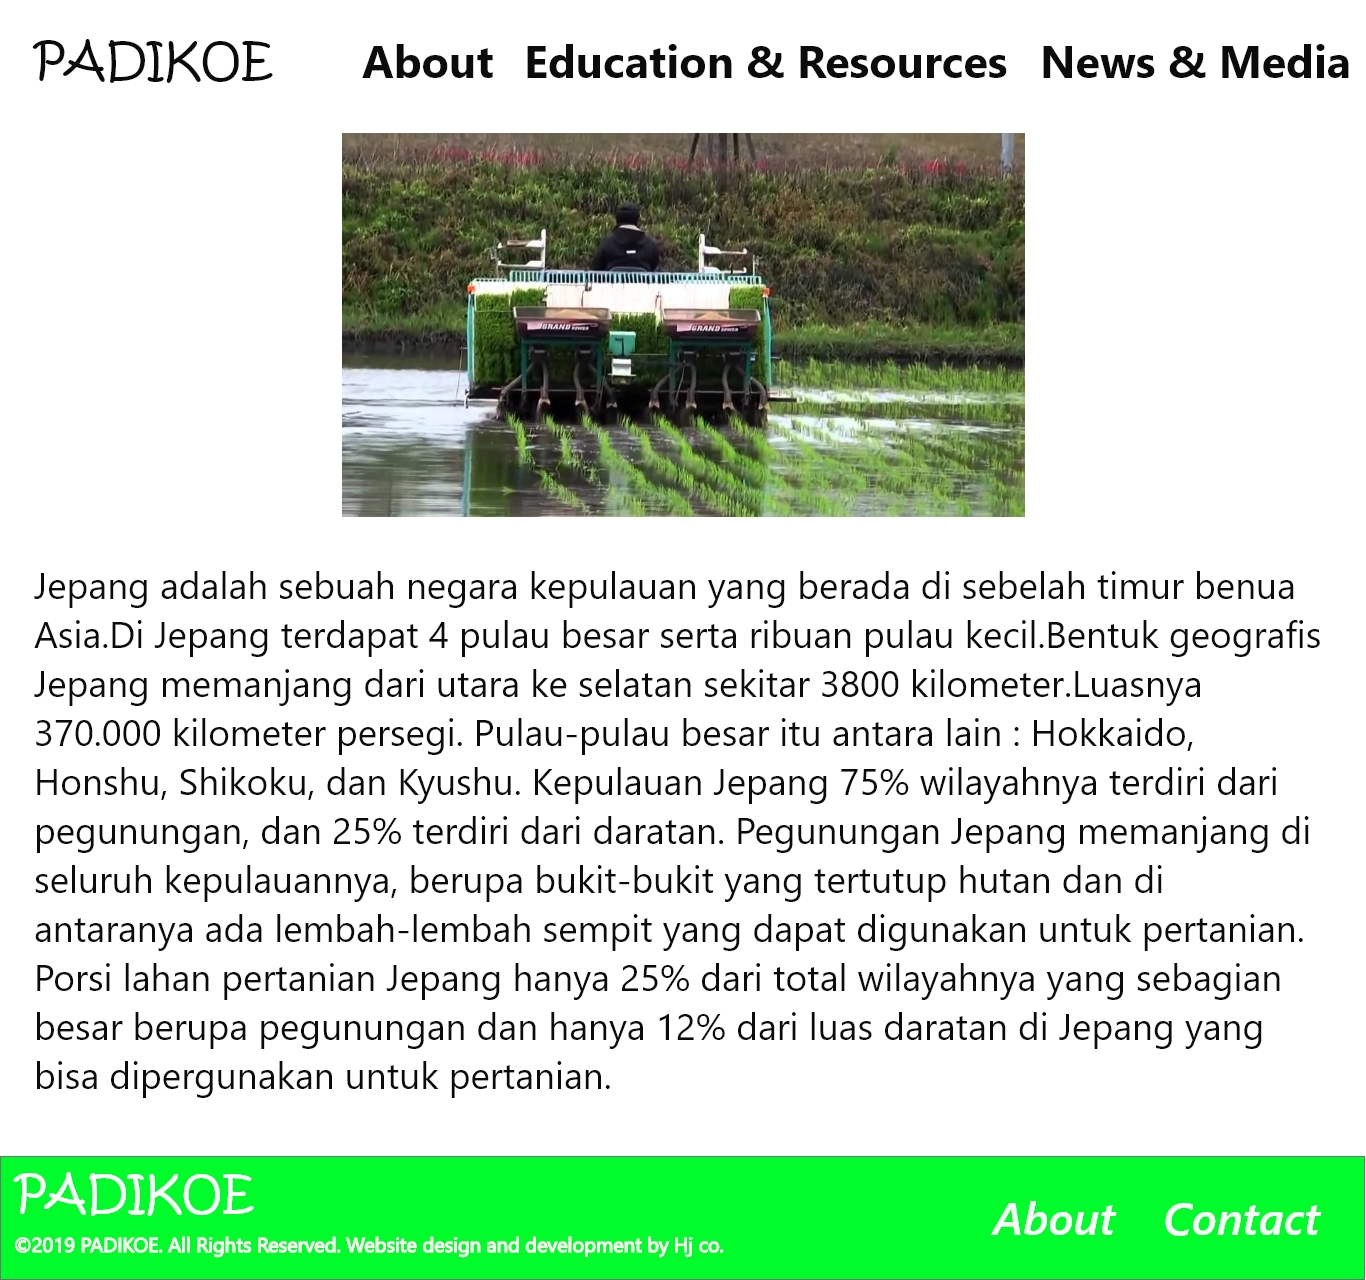 PADIKOE
About Education & Resources News & Media
GRAND SOWER GRAND SOWER
Jepang adalah sebuah negara kepulauan yang berada di sebelah timur benua
Asia.Di Jepang terdapat 4 pulau besar serta ribuan pulau kecil.Bentuk geografis
Jepang memanjang dari utara ke selatan sekitar 3800 kilometer.Luasnya
370.000 kilometer persegi. Pulau-pulau besar itu antara lain : Hokkaido,
Honshu, Shikoku, dan Kyushu. Kepulauan Jepang 75% wilayahnya terdiri dari
pegunungan, dan 25% terdiri dari daratan. Pegunungan Jepang memanjang di
seluruh kepulauannya, berupa bukit-bukit yang tertutup hutan dan di
antaranya ada lembah-lembah sempit yang dapat digunakan untuk pertanian.
Porsi lahan pertanian Jepang hanya 25% dari total wilayahnya yang sebagian
besar berupa pegunungan dan hanya 12% dari luas daratan di Jepang yang
bisa dipergunakan untuk pertanian.
PADIKOE
About Contact
©2019 PADIKOE. All Rights Reserved. Website design and development by Hj co.